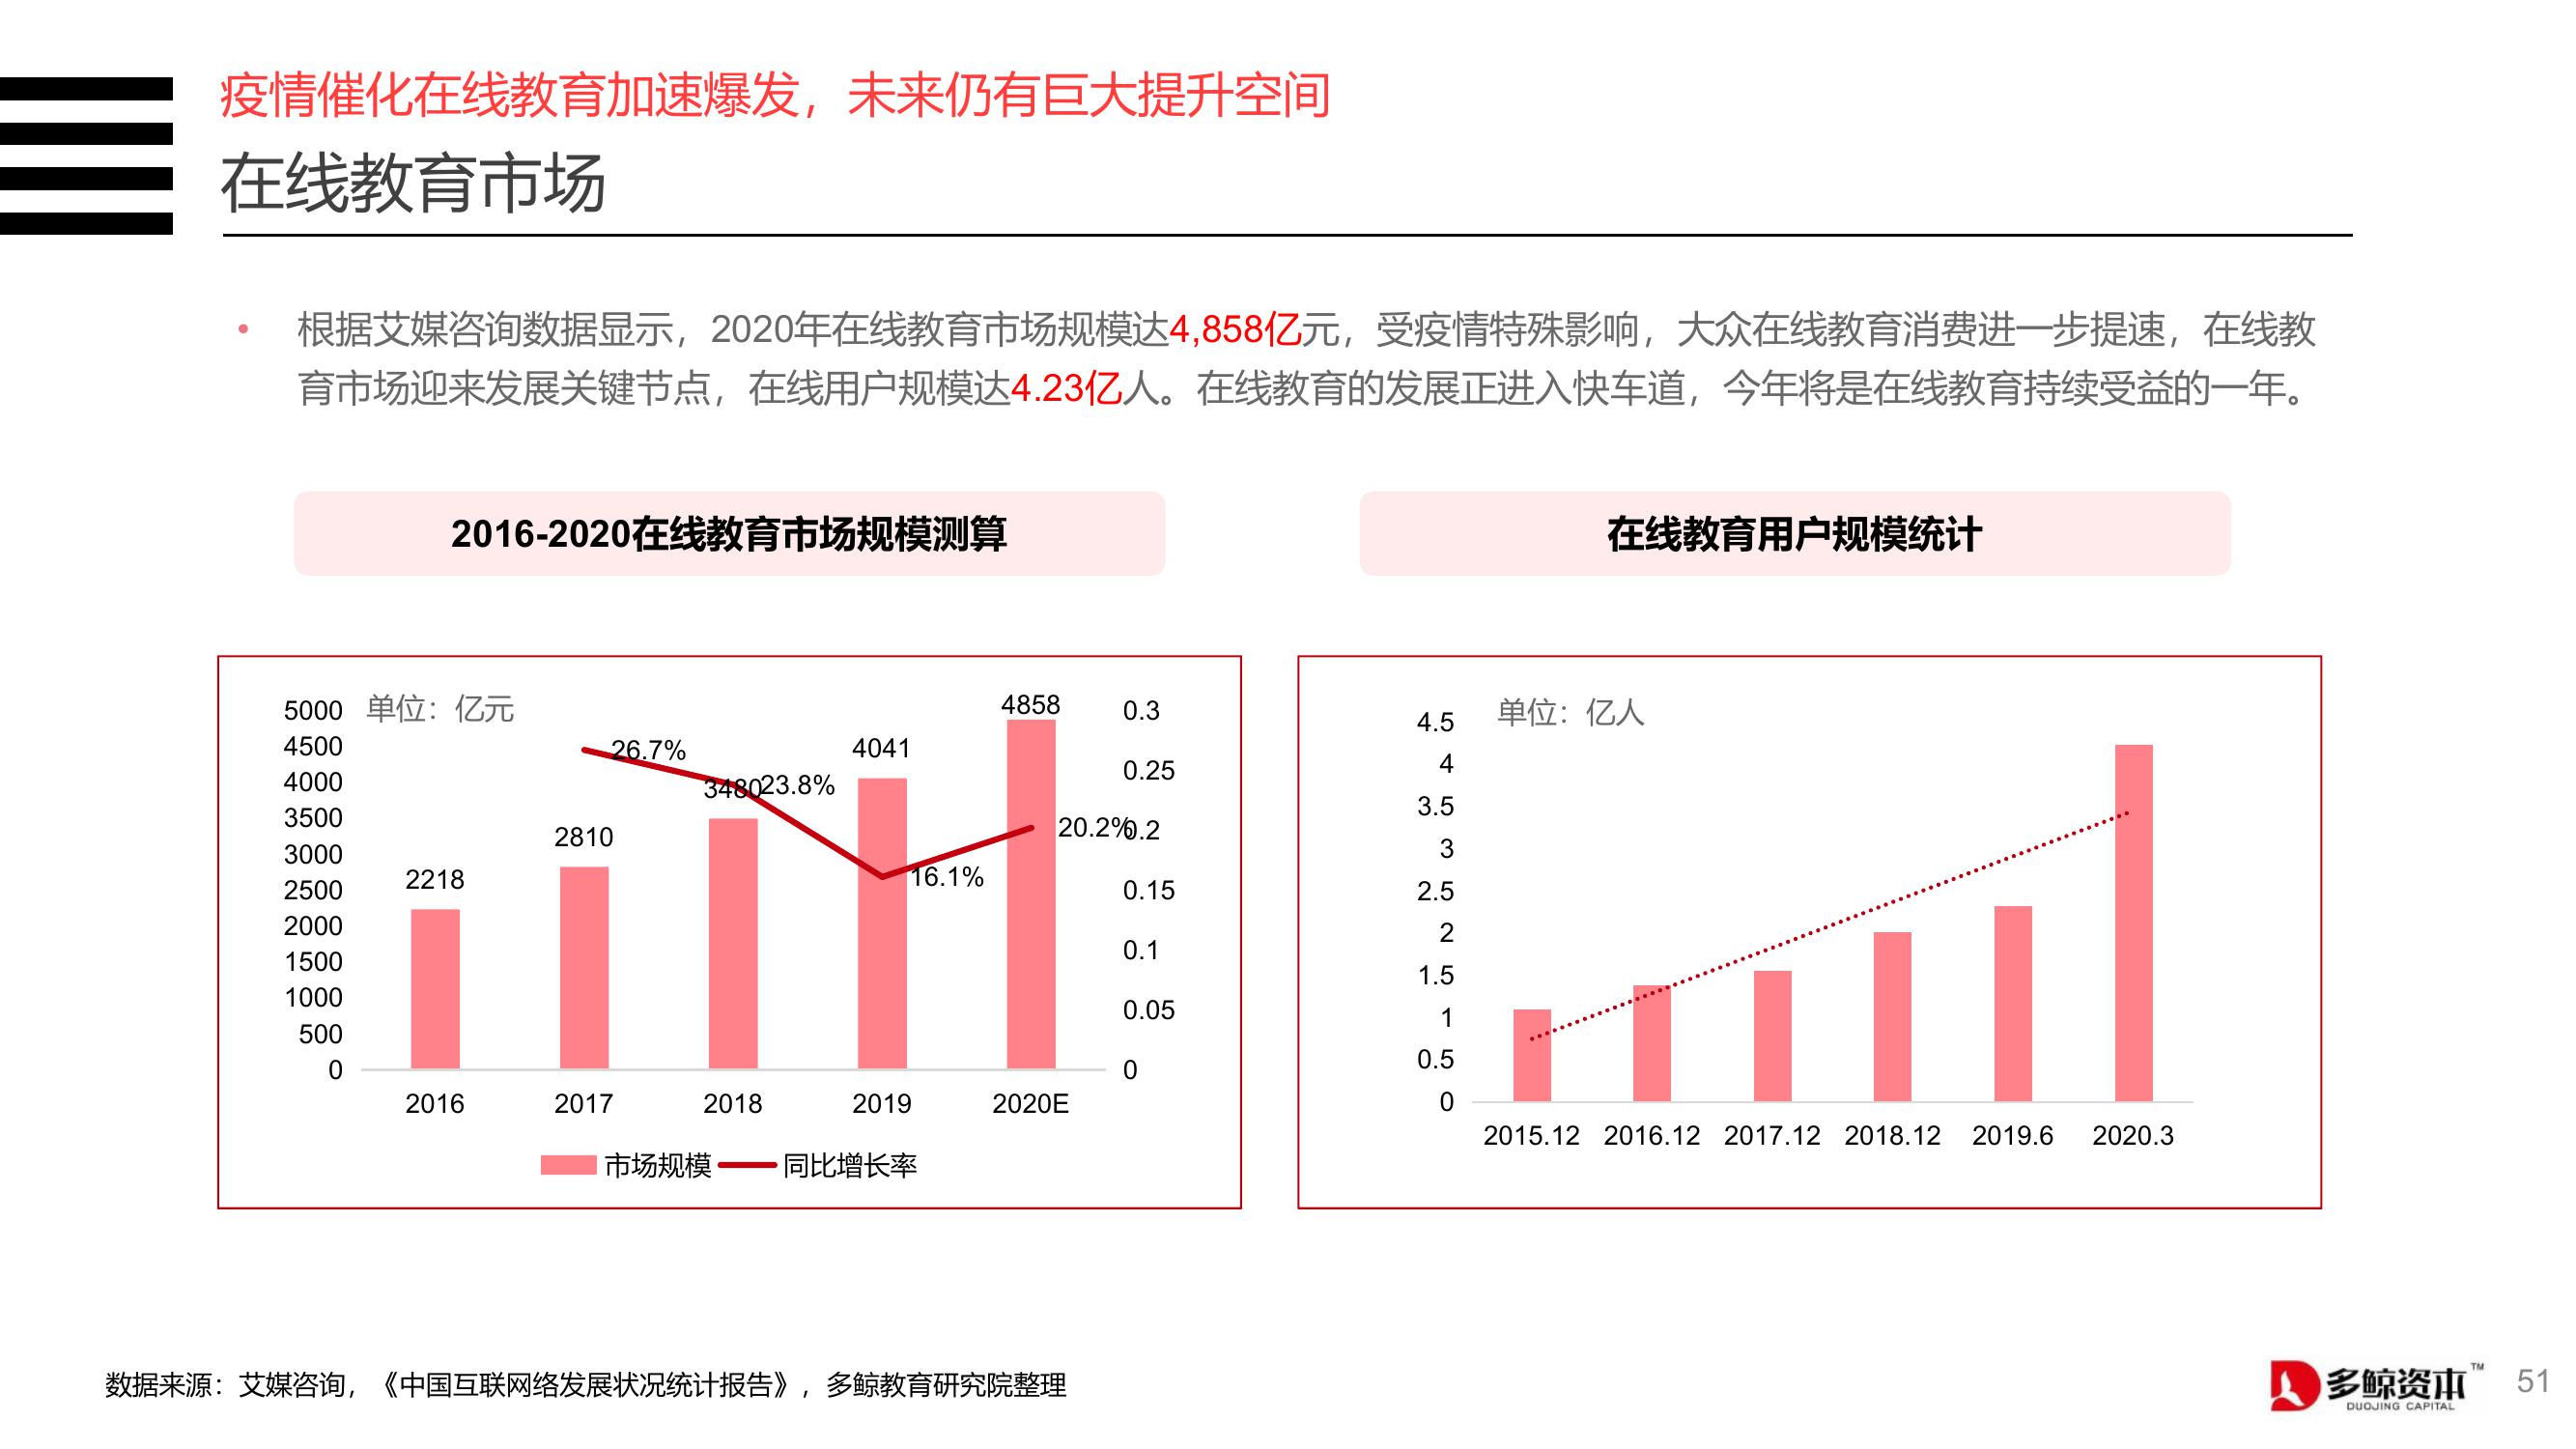 疫情催化在线教育加速爆发，未来仍有巨大提升空间
在线教育市场
• 根据艾媒咨询数据显示，2020年在线教育市场规模达4,858亿元，受疫情特殊影响，大众在线教育消费进一步提速，在线教
育市场迎来发展关键节点，在线用户规模达4.23亿人。在线教育的发展正进入快车道，今年将是在线教育持续受益的一年。
2016-2020在线教育市场规模测算
单位：亿元
5000
4500
4000
3500
3000
2500
2000
1500
1000
500
0
2218
2810
3480
4041
4858
26.7%
23.8%
16.1%
20.2%
0.3
0.25
0.2
0.15
0.1
0.05
0
2016 2017 2018 2019 2020E
市场规模 同比增长率
在线教育用户规模统计
单位：亿人
4.5
4
3.5
3
2.5
2
1.5
1
0.5
0
2015.12 2016.12 2017.12 2018.12 2019.6 2020.3
数据来源：艾媒咨询，《中国互联网络发展状况统计报告》，多鲸教育研究院整理
多鲸资本™
DUOJING CAPITAL
51